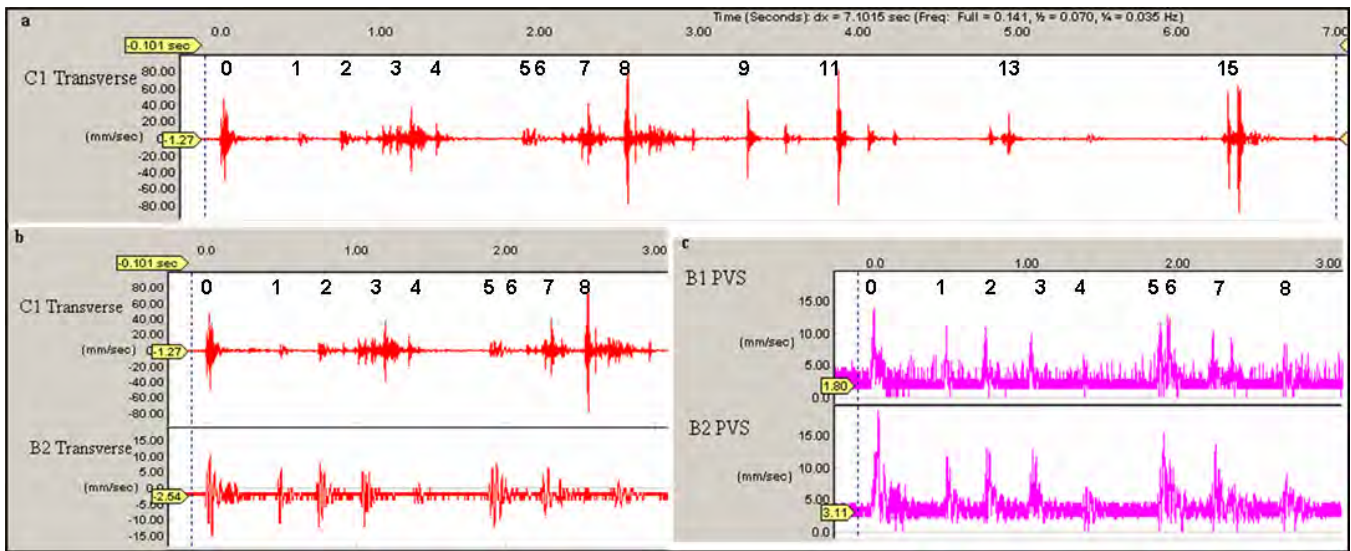 a
Time (Seconds): dx = 7.1015 sec (Freq: Full = 0.141, ½ = 0.070, ¼ = 0.035 Hz)
0.0 1.00 2.00 3.00 4.00 5.00 6.00 7.00
-0.101 sec
0 1 2 3 4 5 6 7 8 9 11 13 15
C1 Transverse
80.00
60.00
40.00
20.00
(mm/sec) -1.27
-20.00
-40.00
-60.00
-80.00
b
0.0 1.00 2.00 3.00
-0.101 sec
0 1 2 3 4 5 6 7 8
C1 Transverse
80.00
60.00
40.00
20.00
(mm/sec) -1.27
-20.00
-40.00
-60.00
-80.00
B2 Transverse
15.00
10.00
5.00
(mm/sec) 0.0
-2.54
-5.00
-10.00
-15.00
c
0.0 1.00 2.00 3.00
B1 PVS
0 1 2 3 4 5 6 7 8
15.00
(mm/sec) 10.00
5.00
1.80
0.0
B2 PVS
15.00
10.00
(mm/sec)
5.00
3.11
0.0